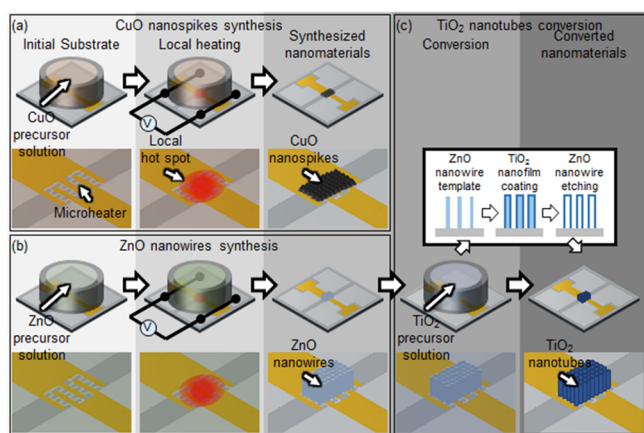 (a) CuO nanospikes synthesis
Initial Substrate
Local heating
Synthesized
nanomaterials
CuO
precursor
solution
V
Local
hot spot
CuO
nanospikes
Microheater
(b) ZnO nanowires synthesis
ZnO
precursor
solution
V
ZnO
nanowires
(c) TiO2 nanotubes conversion
Conversion
Converted
nanomaterials
ZnO
nanowire
template
TiO2
nanofilm
coating
ZnO
nanowire
etching
TiO2
precursor
solution
TiO2
nanotubes